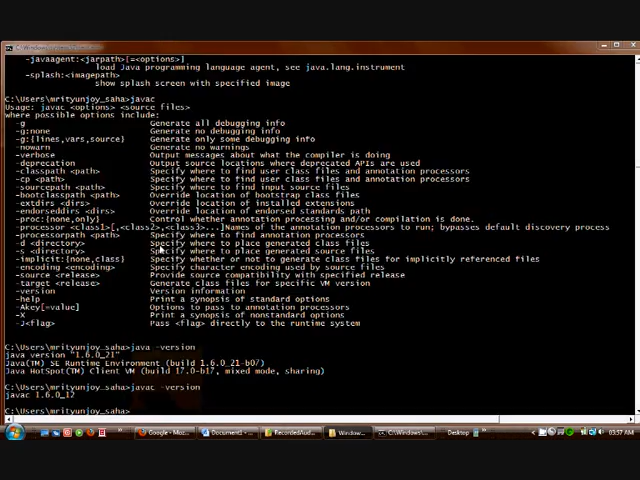 C:\Windows\system32\cmd.exe
-javaagent:<jarpath>[=<options>]
load Java programming language agent, see java.lang.instrument
-splash:<imagepath>
show splash screen with specified image
C:\Users\mrityunjoy_saha>javac
Usage: javac <options> <source files>
where possible options include:
-g Generate all debugging info
-g:none Generate no debugging info
-g:{lines,vars,source} Generate only some debugging info
-nowarn Generate no warnings
-verbose Output messages about what the compiler is doing
-deprecation Output source locations where deprecated APIs are used
-classpath <path> Specify where to find user class files and annotation processors
-cp <path> Specify where to find user class files and annotation processors
-sourcepath <path> Specify where to find input source files
-bootclasspath <path> Override location of bootstrap class files
-extdirs <dirs> Override location of installed extensions
-endorseddirs <dirs> Override location of endorsed standards path
-proc:{none,only} Control whether annotation processing and/or compilation is done.
-processor <class1>[,<class2>,<class3>...]Names of the annotation processors to run; bypasses default discovery process
-processorpath <path> Specify where to find annotation processors
-d <directory> Specify where to place generated class files
-s <directory> Specify where to place generated source files
-implicit:{none,class} Specify whether or not to generate class files for implicitly referenced files
-encoding <encoding> Specify character encoding used by source files
-source <release> Provide source compatibility with specified release
-target <release> Generate class files for specific VM version
-version Version information
-help Print a synopsis of standard options
-Akey[=value] Options to pass to annotation processors
-X Print a synopsis of nonstandard options
-J<flag> Pass <flag> directly to the runtime system
C:\Users\mrityunjoy_saha>java -version
java version "1.6.0_21"
Java(TM) SE Runtime Environment (build 1.6.0_21-b07)
Java HotSpot(TM) Client VM (build 17.0-b17, mixed mode, sharing)
C:\Users\mrityunjoy_saha>javac -version
javac 1.6.0_12
C:\Users\mrityunjoy_saha>
Google - Moz... Document1 - ... RecordedAud... Window... C:\Windows\... Desktop 03:57 AM